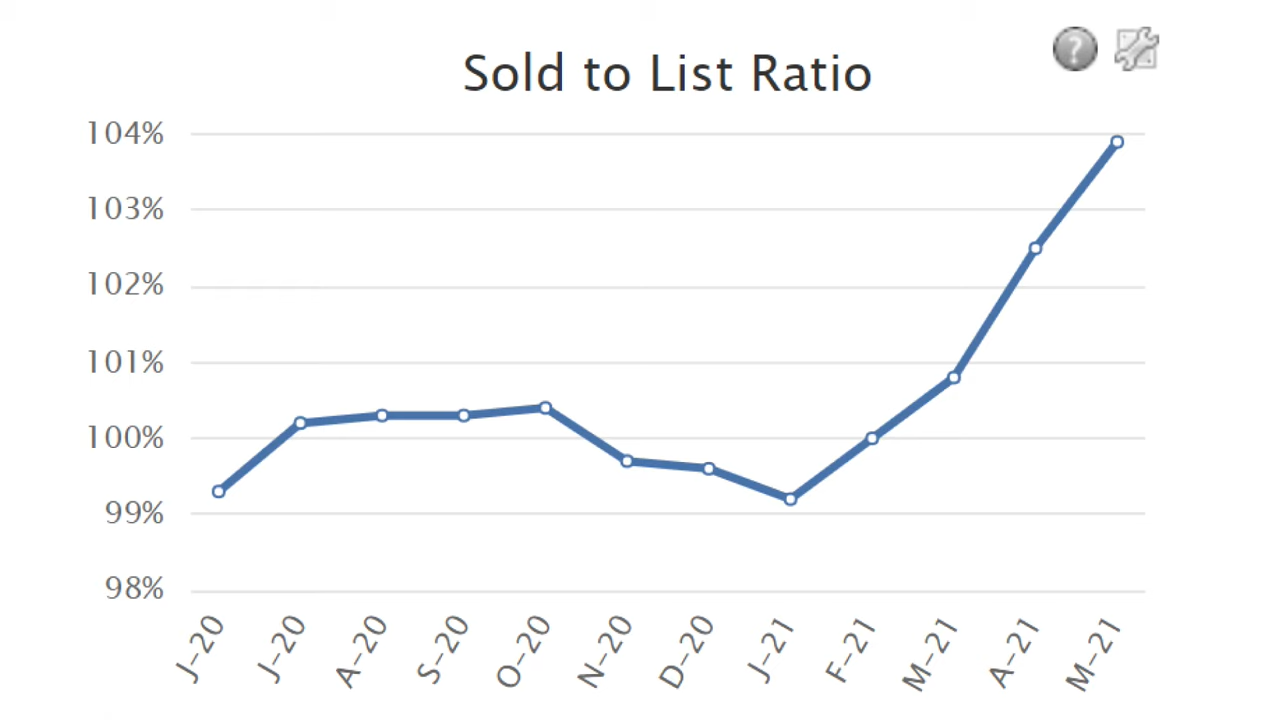 Sold to List Ratio
?
104%
103%
102%
101%
100%
99%
98%
J-20
J-20
A-20
S-20
O-20
N-20
D-20
J-21
F-21
M-21
A-21
M-21